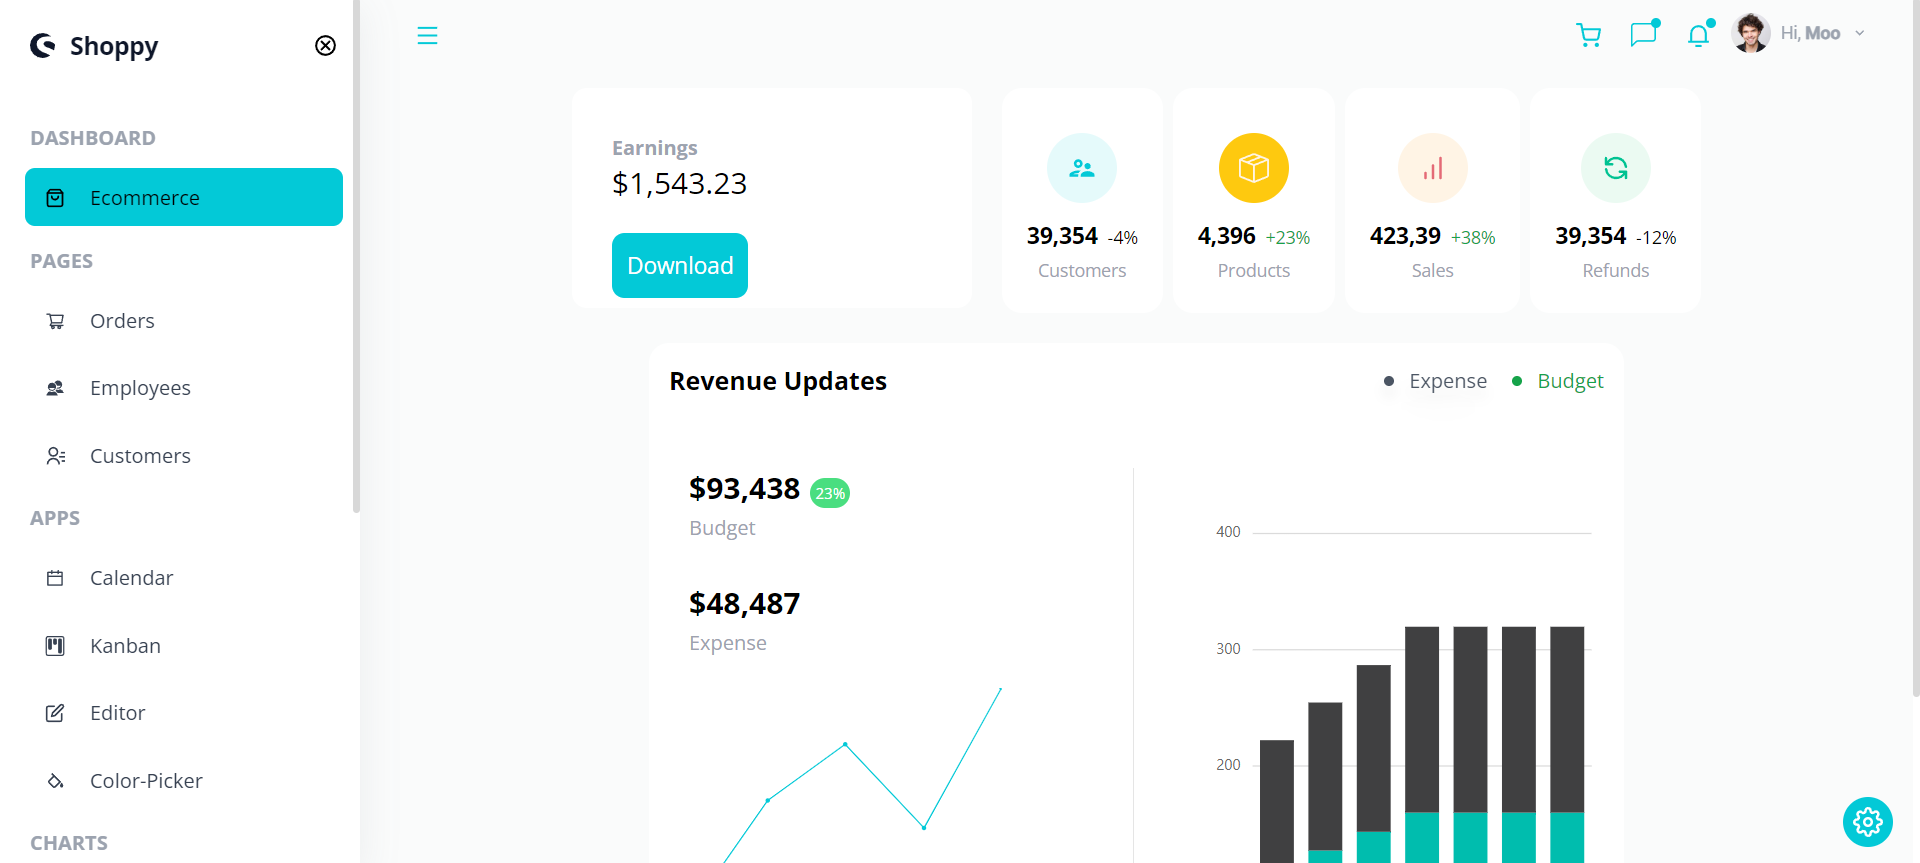 Shoppy
DASHBOARD
Ecommerce
PAGES
Orders
Employees
Customers
APPS
Calendar
Kanban
Editor
Color-Picker
CHARTS
Hi, Moo
Earnings
$1,543.23
Download
39,354 -4%
Customers
4,396 +23%
Products
423,39 +38%
Sales
39,354 -12%
Refunds
Revenue Updates
Expense
Budget
$93,438 23%
Budget
$48,487
Expense
400
300
200